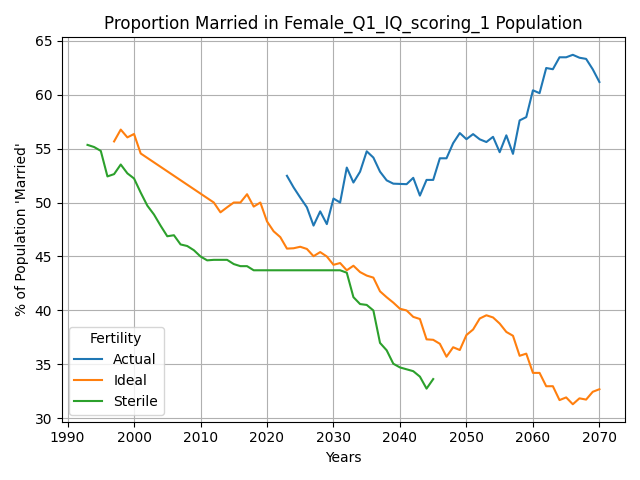 Proportion Married in Female_Q1_IQ_scoring_1 Population
% of Population 'Married'
65
60
55
50
45
40
35
30
Fertility
Actual
Ideal
Sterile
1990
2000
2010
2020
2030
2040
2050
2060
2070
Years